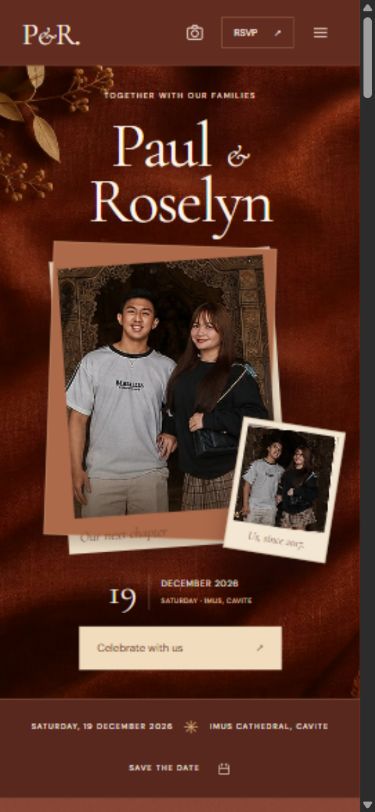 P&R.
RSVP ↗
TOGETHER WITH OUR FAMILIES
Paul &
Roselyn
Our next chapter
Us, since 2017.
19
DECEMBER 2026
SATURDAY · IMUS, CAVITE
Celebrate with us ↗
SATURDAY, 19 DECEMBER 2026
IMUS CATHEDRAL, CAVITE
SAVE THE DATE